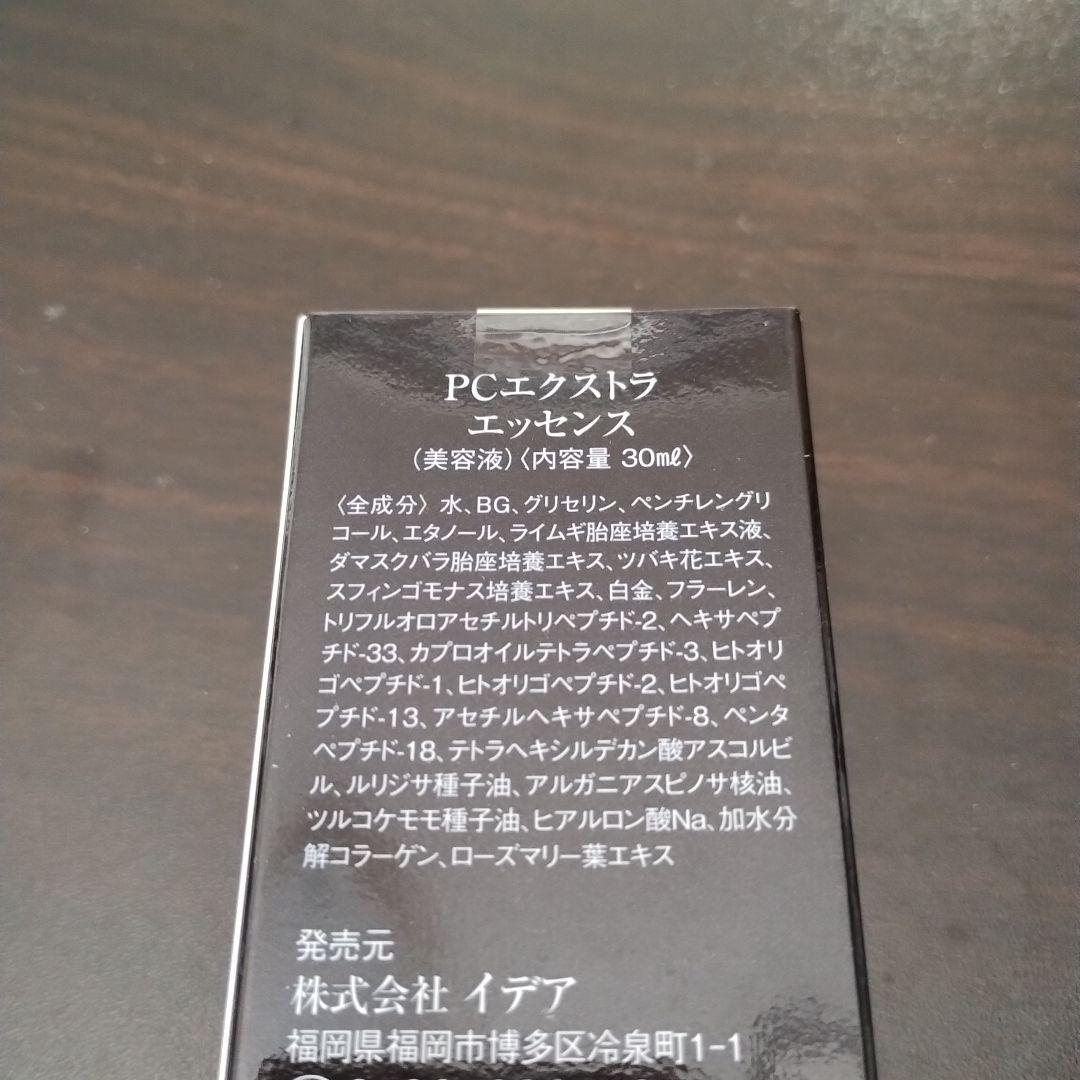 PCエクストラ
エッセンス
(美容液)〈内容量 30㎖〉
〈全成分〉水、BG、グリセリン、ペンチレングリ
コール、エタノール、ライムギ胎座培養エキス液、
ダマスクバラ胎座培養エキス、ツバキ花エキス、
スフィンゴモナス培養エキス、白金、フラーレン、
トリフルオロアセチルトリペプチド-2、ヘキサペプ
チド-33、カプロオイルテトラペプチド-3、ヒトオリ
ゴペプチド-1、ヒトオリゴペプチド-2、ヒトオリゴペ
プチド-13、アセチルヘキサペプチド-8、ペンタ
ペプチド-18、テトラヘキシルデカン酸アスコルビ
ル、ルリジサ種子油、アルガニアスピノサ核油、
ツルコケモモ種子油、ヒアルロン酸Na、加水分
解コラーゲン、ローズマリー葉エキス
発売元
株式会社 イデア
福岡県福岡市博多区冷泉町1-1